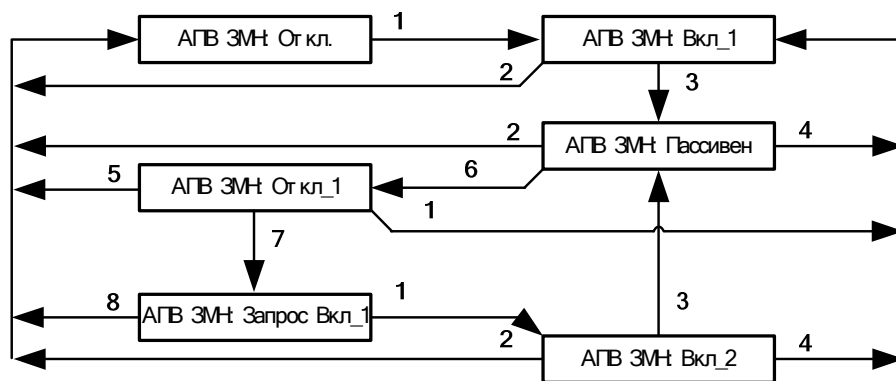 1
АПВ ЗМН: Откл.
АПВ ЗМН: Вкл_1
2
3
2
АПВ ЗМН: Пассивен
4
5
АПВ ЗМН: Откл_1
6
1
7
8
АПВ ЗМН: Запрос Вкл_1
1
3
2
АПВ ЗМН: Вкл_2
4